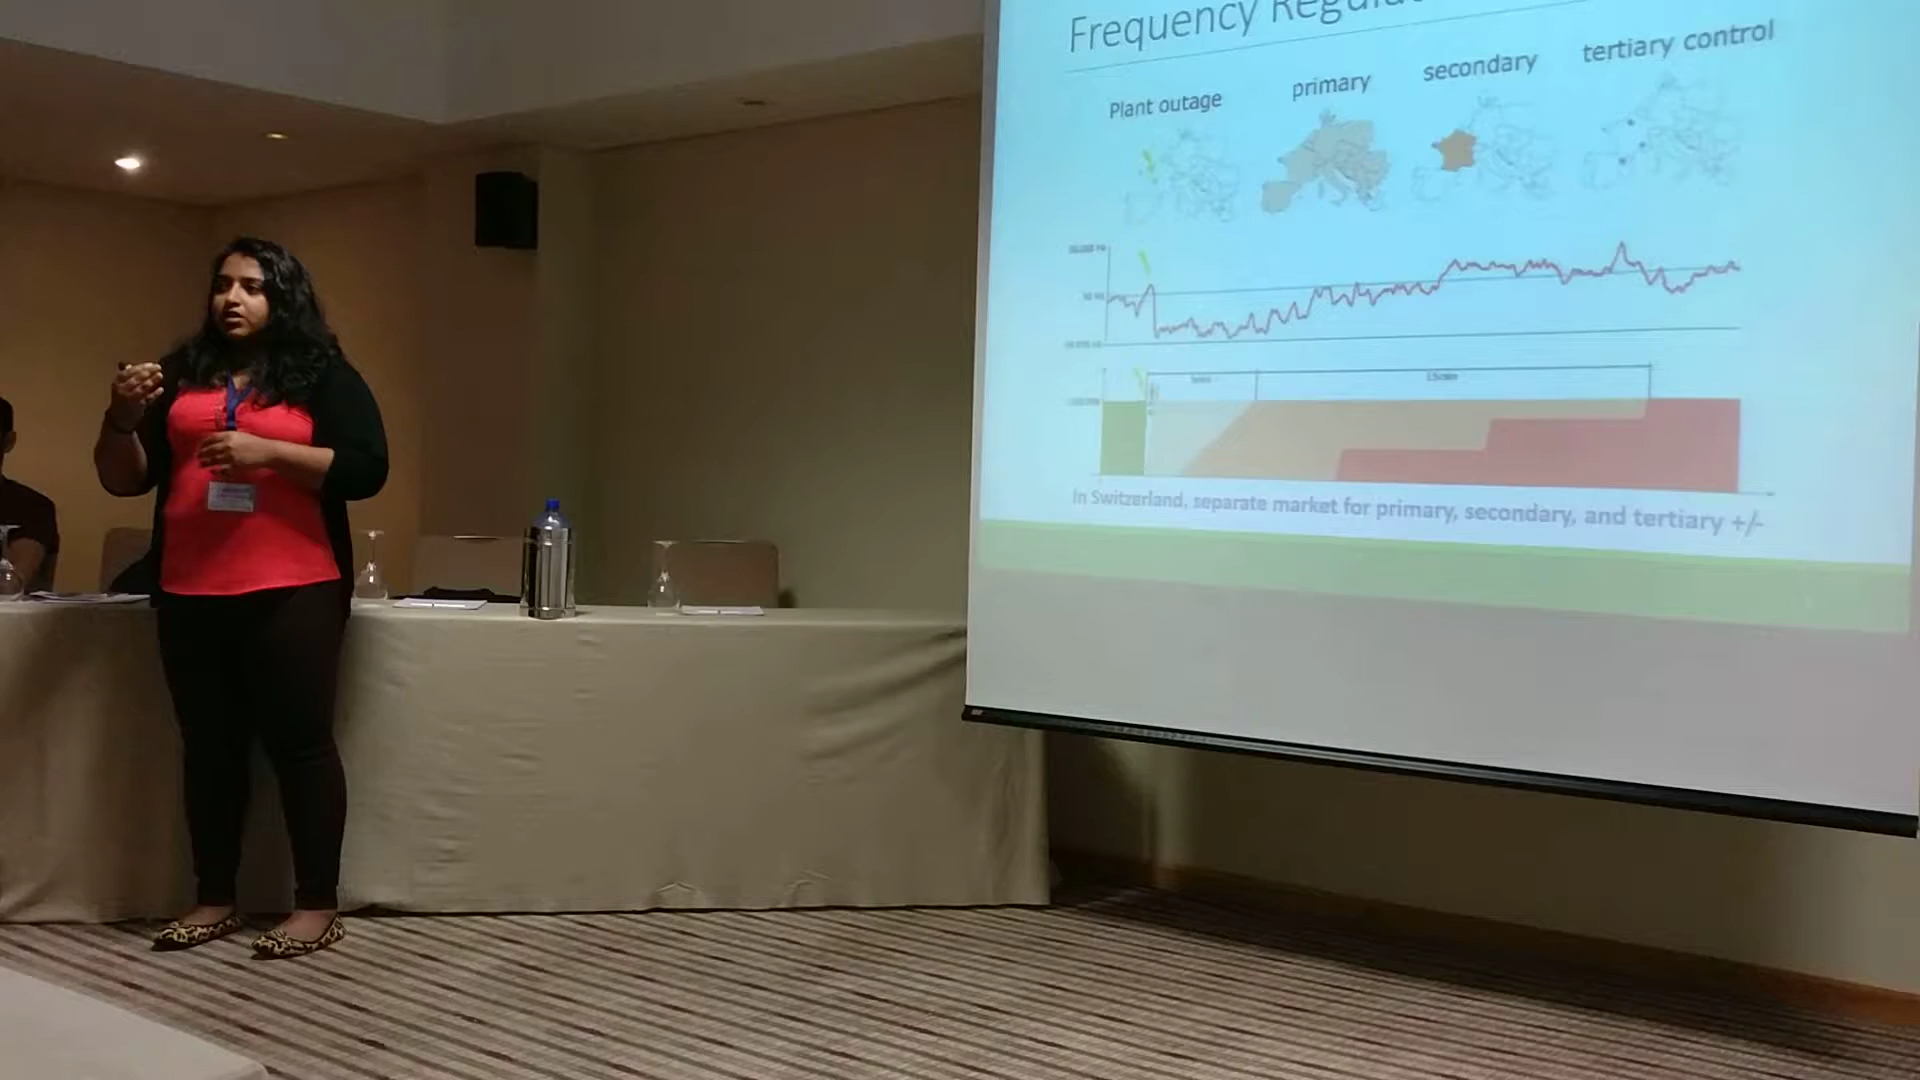 Frequency
Plant outage
primary
secondary
tertiary control
In Switzerland, separate market for primary, secondary, and tertiary +/-